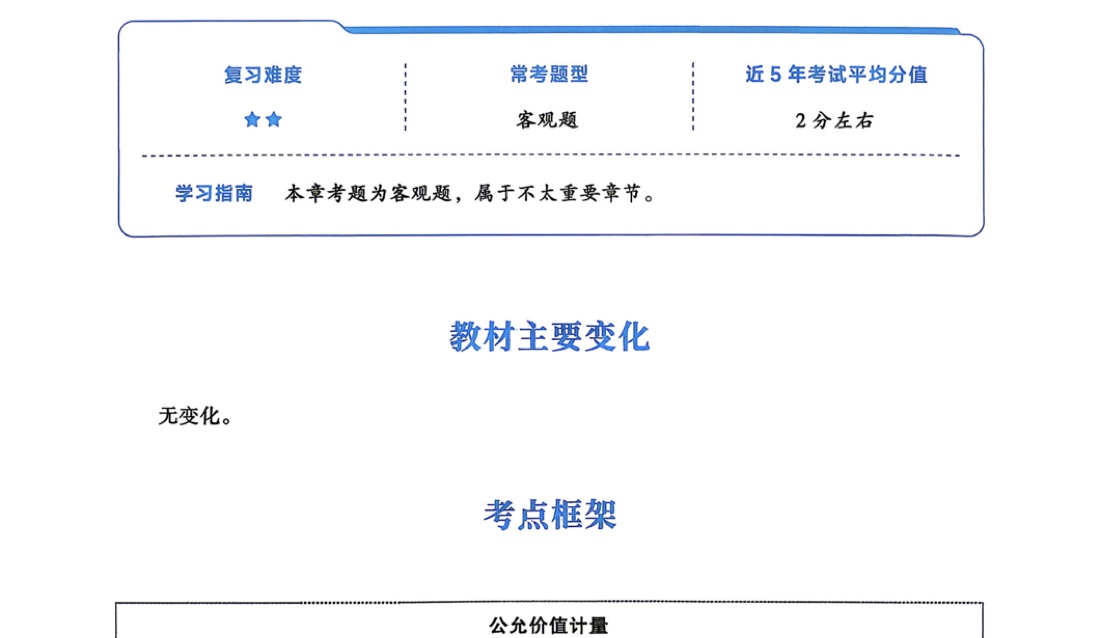 复习难度
常考题型
近 5 年考试平均分值
★★
客观题
2 分左右
学习指南 本章考题为客观题，属于不太重要章节。
教材主要变化
无变化。
考点框架
公允价值计量